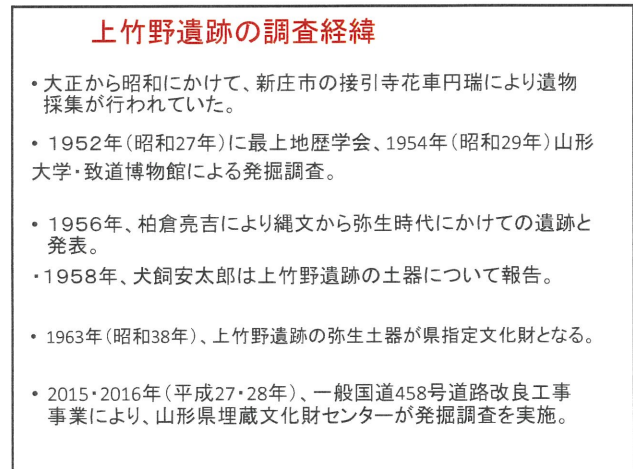 上竹野遺跡の調査経緯
・大正から昭和にかけて、新庄市の接引寺花車円瑞により遺物
採集が行われていた。
・1952年(昭和27年)に最上地歴学会、1954年(昭和29年)山形
大学・致道博物館による発掘調査。
・1956年、柏倉亮吉により縄文から弥生時代にかけての遺跡と
発表。
・1958年、犬飼安太郎は上竹野遺跡の土器について報告。
・1963年(昭和38年)、上竹野遺跡の弥生土器が県指定文化財となる。
・2015・2016年(平成27・28年)、一般国道458号道路改良工事
事業により、山形県埋蔵文化財センターが発掘調査を実施。